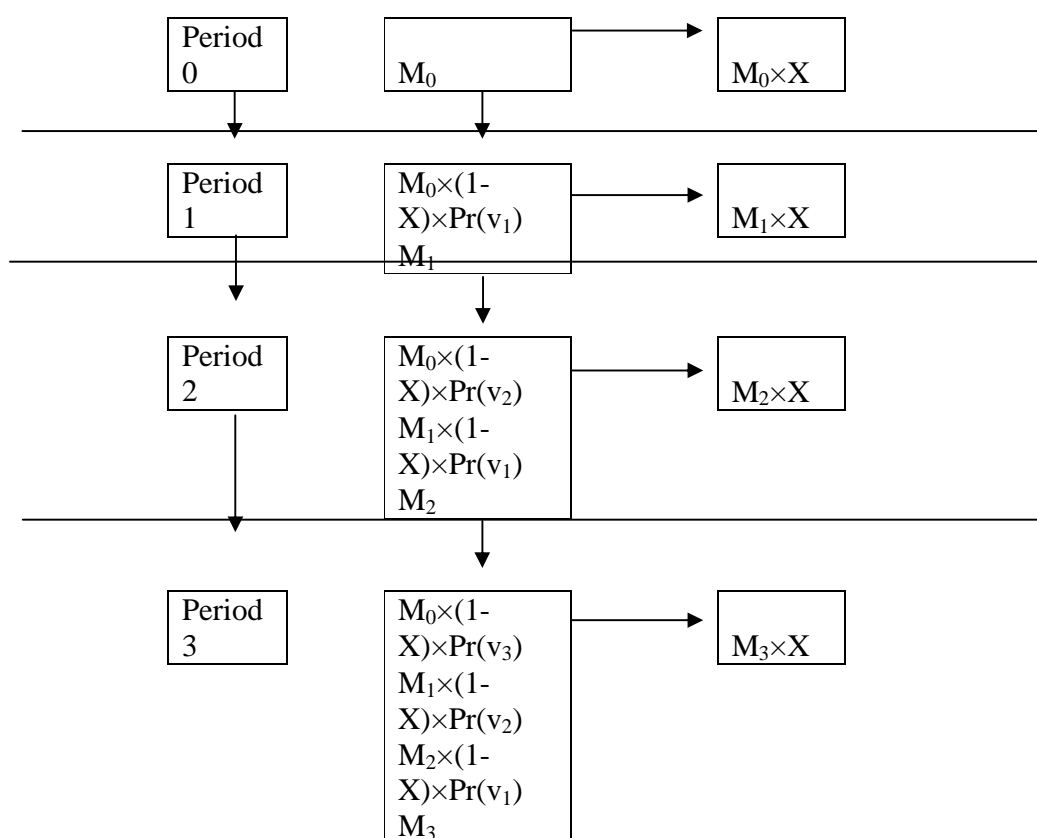 Period
0
M₀
M₀×X
Period
1
M₀×(1-
X)×Pr(v₁)
M₁
M₁×X
Period
2
M₀×(1-
X)×Pr(v₂)
M₁×(1-
X)×Pr(v₁)
M₂
M₂×X
Period
3
M₀×(1-
X)×Pr(v₃)
M₁×(1-
X)×Pr(v₂)
M₂×(1-
X)×Pr(v₁)
M₃
M₃×X